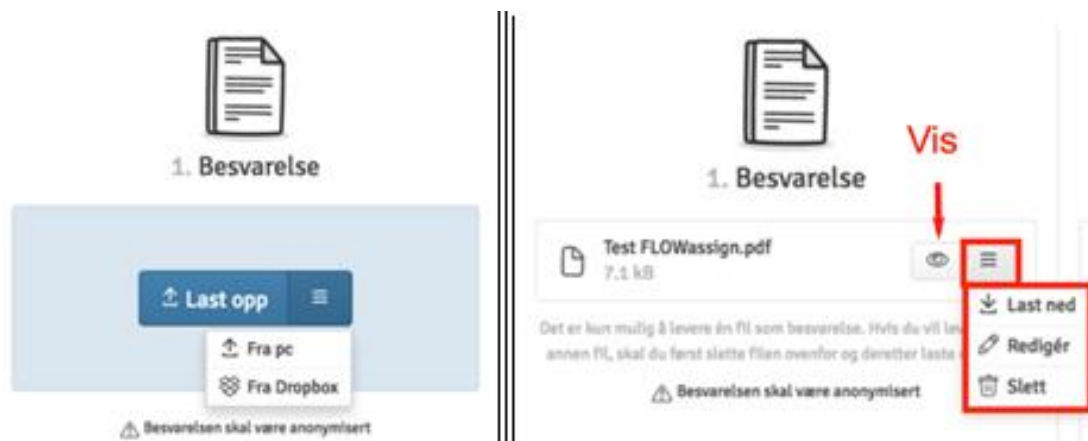 1. Besvarelse
Last opp
Fra pc
Fra Dropbox
Besvarelsen skal være anonymisert
Vis
1. Besvarelse
Test FLOWassign.pdf
7,1 kB
Last ned
Redigér
Slett
Det er kun mulig å levere én fil som besvarelse. Hvis du vil
annen fil, skal du først slette filen ovenfor og deretter laste
Besvarelsen skal være anonymisert